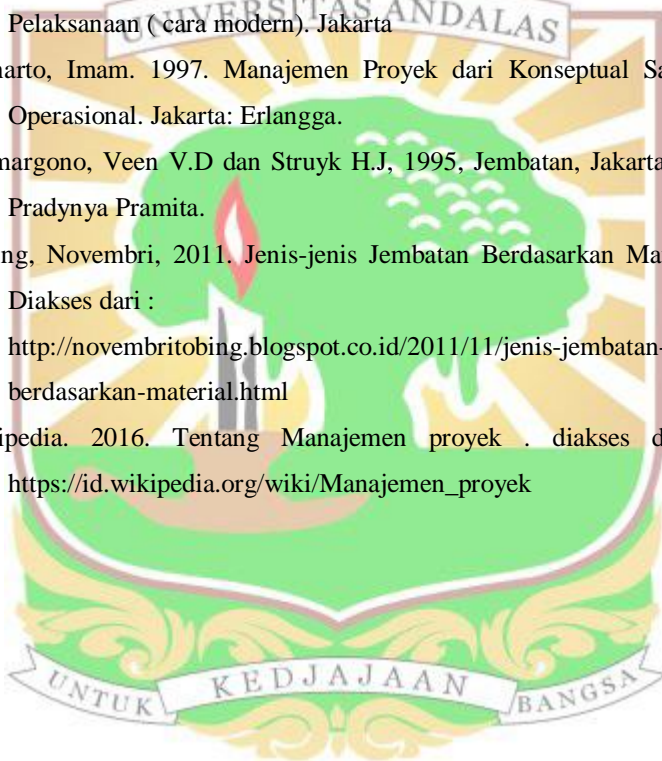 UNIVERSITAS ANDALAS
Pelaksanaan ( cara modern). Jakarta
harto, Imam. 1997. Manajemen Proyek dari Konseptual Sa
Operasional. Jakarta: Erlangga.
margono, Veen V.D dan Struyk H.J, 1995, Jembatan, Jakarta
Pradynya Pramita.
ng, Novembri, 2011. Jenis-jenis Jembatan Berdasarkan Ma
Diakses dari :
http://novembritobing.blogspot.co.id/2011/11/jenis-jembatan-
berdasarkan-material.html
ipedia. 2016. Tentang Manajemen proyek . diakses d
https://id.wikipedia.org/wiki/Manajemen_proyek
UNTUK KEDJAJAAN BANGSA